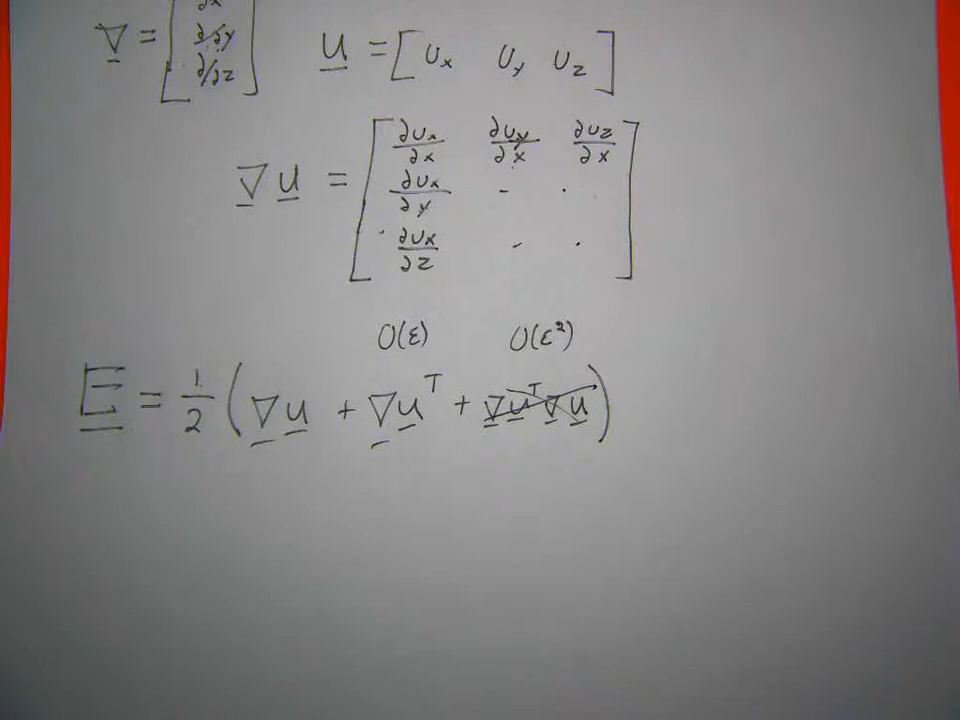 ∂x
∇ = [ ∂/∂y   u = [ Ux Uy Uz ]
∂/∂z ]
∂Ux/∂x ∂Uy/∂x ∂Uz/∂x
∇ u = [ ∂Ux/∂y - · ]
· ∂Ux/∂z - ·
O(ε) O(ε²)
E = 1/2 ( ∇ u + ∇ u^T + ∇ u^T ∇ u )